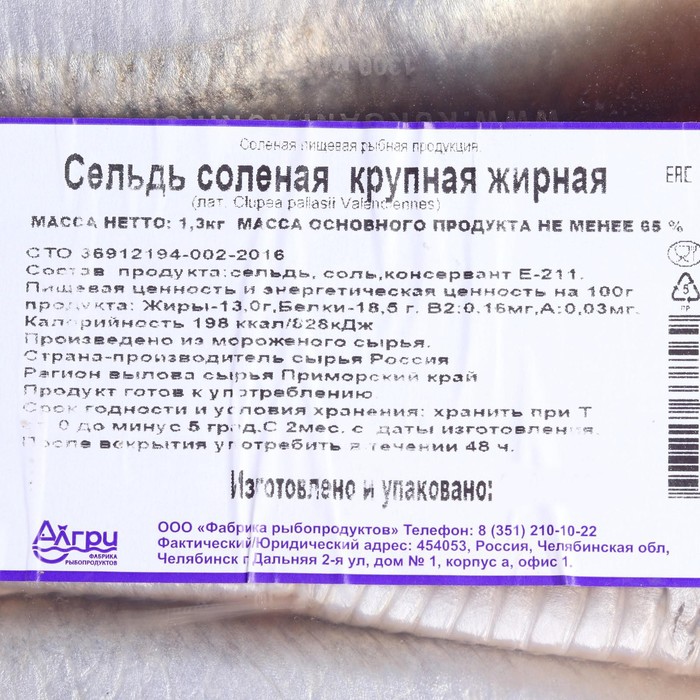 Соленая пищевая рыбная продукция.
Сельдь соленая крупная жирная
EAC
(лат. Clupea pallasii Valenciennes)
МАССА НЕТТО: 1,3кг МАССА ОСНОВНОГО ПРОДУКТА НЕ МЕНЕЕ 65 %
СТО 36912194-002-2016
Состав продукта:сельдь, соль,консервант Е-211.
Пищевая ценность и энергетическая ценность на 100г
продукта: Жиры-13,0г,Белки-18,5 г. В2:0.16мг,А:0,03мг.
Калорийность 198 ккал/828кДж
Произведено из мороженого сырья.
Страна-производитель сырья Россия
Регион вылова сырья Приморский край
Продукт готов к употреблению
Срок годности и условия хранения: хранить при Т
0 до минус 5 град.С 2мес. с даты изготовления.
После вскрытия употребить в течении 48 ч.
Изготовлено и упаковано:
Алгри
ФАБРИКА
РЫБОПРОДУКТОВ
ООО «Фабрика рыбопродуктов» Телефон: 8 (351) 210-10-22
Фактический/Юридический адрес: 454053, Россия, Челябинская обл,
Челябинск г Дальняя 2-я ул, дом № 1, корпус а, офис 1.
5
ПР